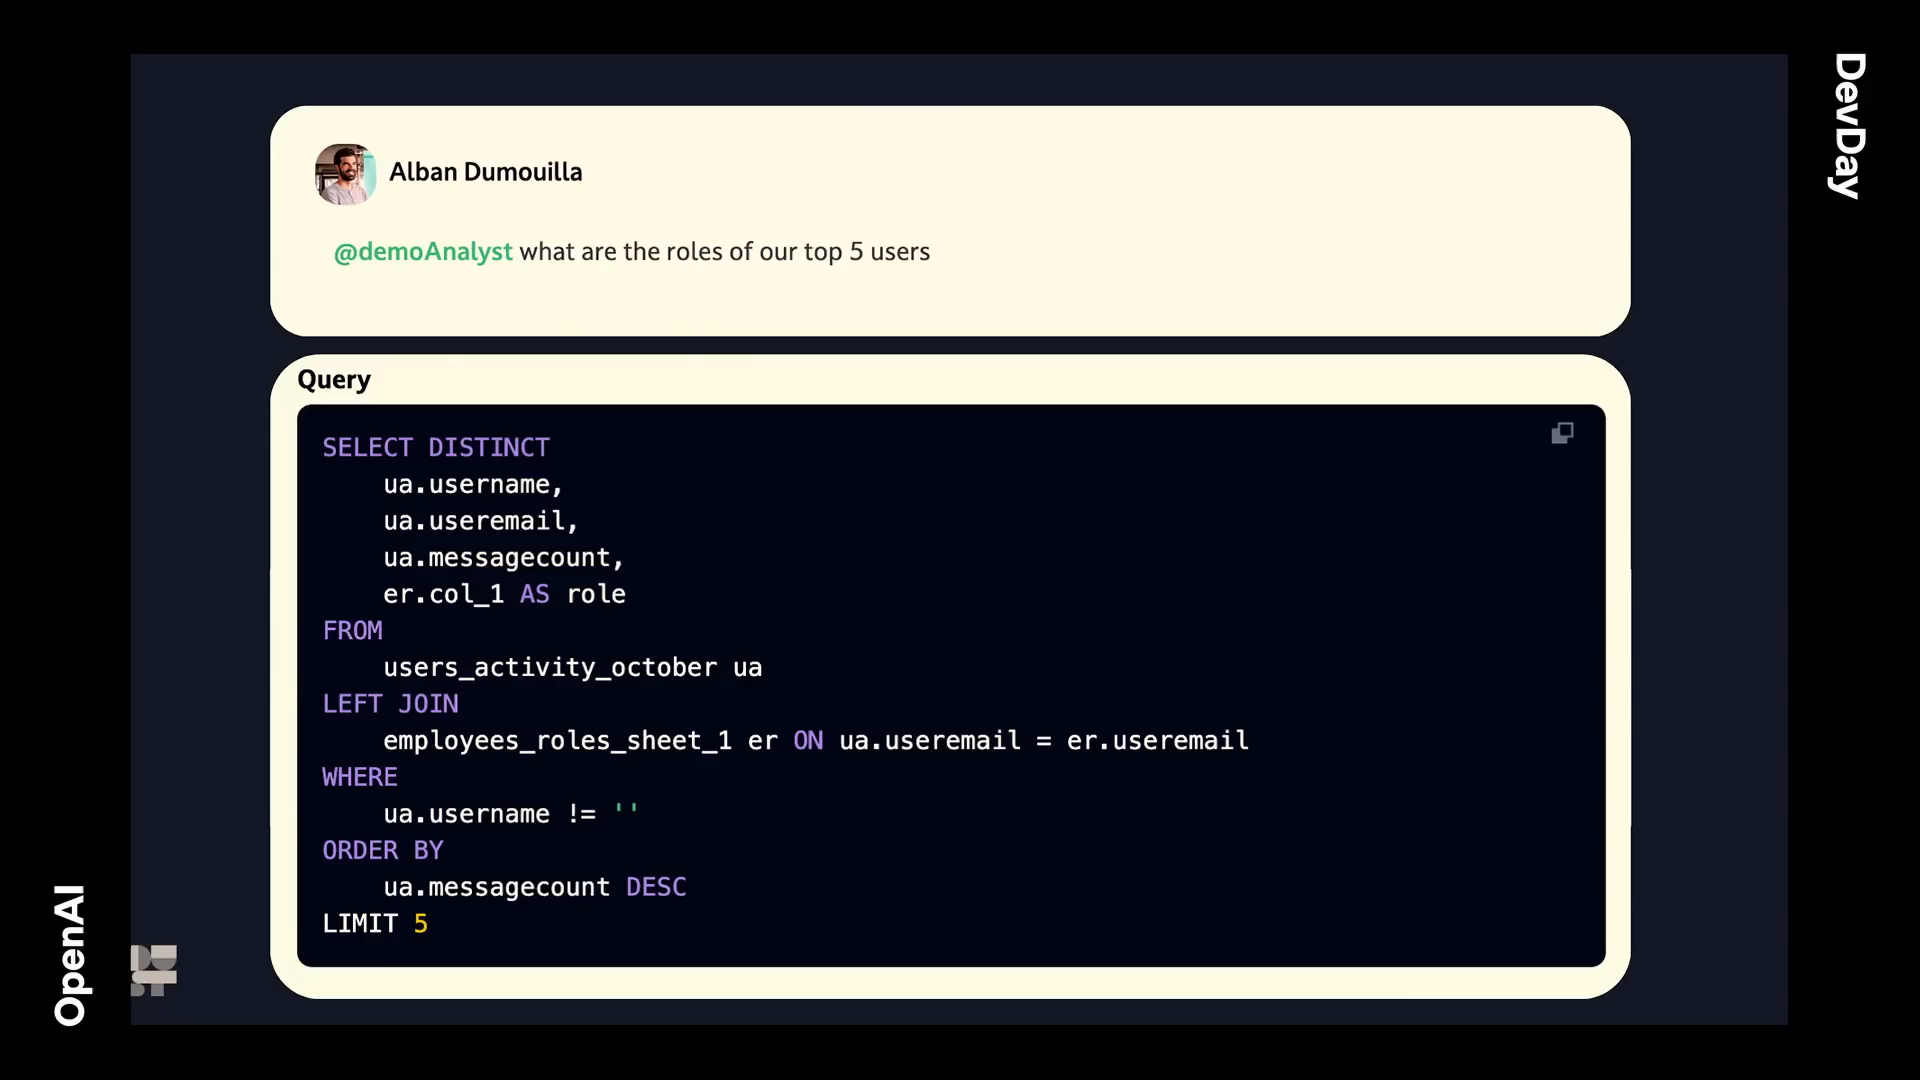 DevDay
Alban Dumouilla
@demoAnalyst what are the roles of our top 5 users
Query
SELECT DISTINCT
ua.username,
ua.useremail,
ua.messagecount,
er.col_1 AS role
FROM
users_activity_october ua
LEFT JOIN
employees_roles_sheet_1 er ON ua.useremail = er.useremail
WHERE
ua.username != ''
ORDER BY
ua.messagecount DESC
LIMIT 5
OpenAI
DUST